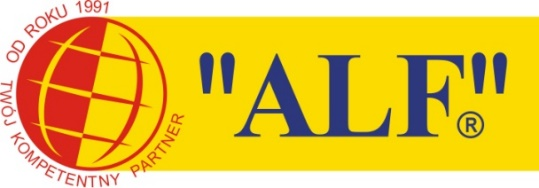 OD ROKU 1991
TWÓJ KOMPETENTNY PARTNER
"ALF"®